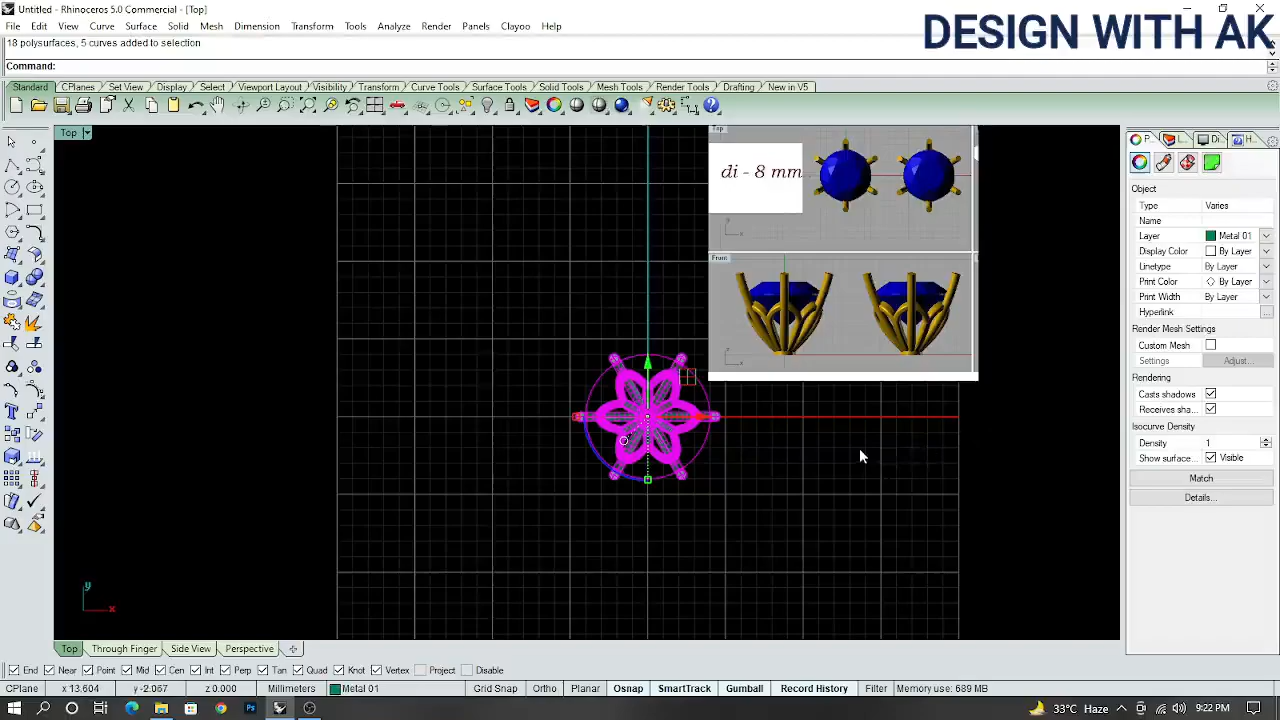 Untitled - Rhinoceros 5.0 Commercial - [Top]
DESIGN WITH AK
File Edit View Curve Surface Solid Mesh Dimension Transform Tools Analyze Render Panels Clayoo Help
18 polysurfaces, 5 curves added to selection
Command:
Standard CPlanes Set View Display Select Viewport Layout Visibility Transform Curve Tools Surface Tools Solid Tools Mesh Tools Render Tools Drafting New in V5
Top
Top
di - 8 mm
Front
y
x
P... L... Di... H...
Object
Type Varies
Name
Layer Metal 01
Display Color By Layer
Linetype By Layer
Print Color By Layer
Print Width By Layer
Hyperlink ...
Render Mesh Settings
Custom Mesh
Settings Adjust...
Rendering
Casts shadows
Receives sha...
Isocurve Density
Density 1
Show surface... Visible
Match
Details...
Top Through Finger Side View Perspective
End Near Point Mid Cen Int Perp Tan Quad Knot Vertex Project Disable
CPlane x 13.604 y -2.067 z 0.000 Millimeters Metal 01 Grid Snap Ortho Planar Osnap SmartTrack Gumball Record History Filter Memory use: 689 MB
33°C Haze 9:22 PM